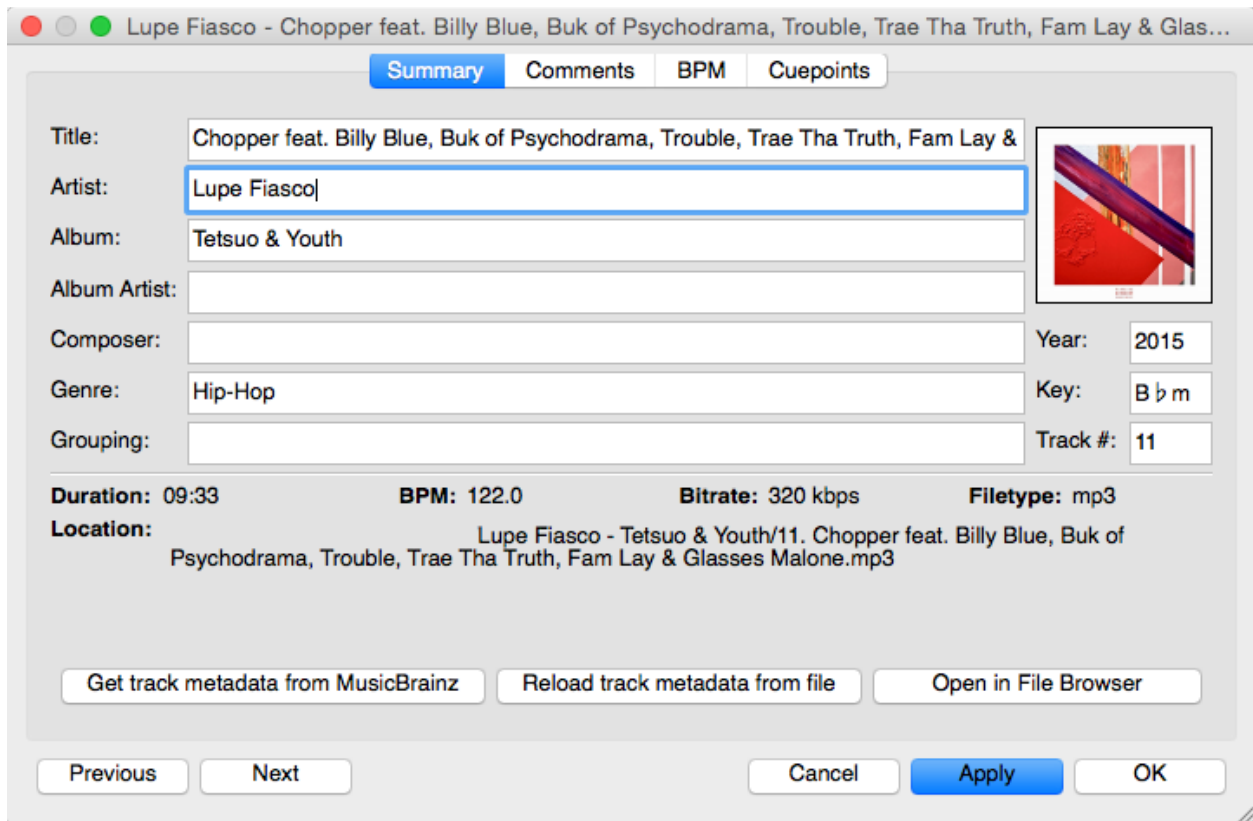 Lupe Fiasco - Chopper feat. Billy Blue, Buk of Psychodrama, Trouble, Trae Tha Truth, Fam Lay & Glas...
Summary Comments BPM Cuepoints
Title: Chopper feat. Billy Blue, Buk of Psychodrama, Trouble, Trae Tha Truth, Fam Lay &
Artist: Lupe Fiasco
Album: Tetsuo & Youth
Album Artist:
Composer: Year: 2015
Genre: Hip-Hop Key: B♭m
Grouping: Track #: 11
Duration: 09:33 BPM: 122.0 Bitrate: 320 kbps Filetype: mp3
Location: Lupe Fiasco - Tetsuo & Youth/11. Chopper feat. Billy Blue, Buk of
Psychodrama, Trouble, Trae Tha Truth, Fam Lay & Glasses Malone.mp3
Get track metadata from MusicBrainz Reload track metadata from file Open in File Browser
Previous Next Cancel Apply OK